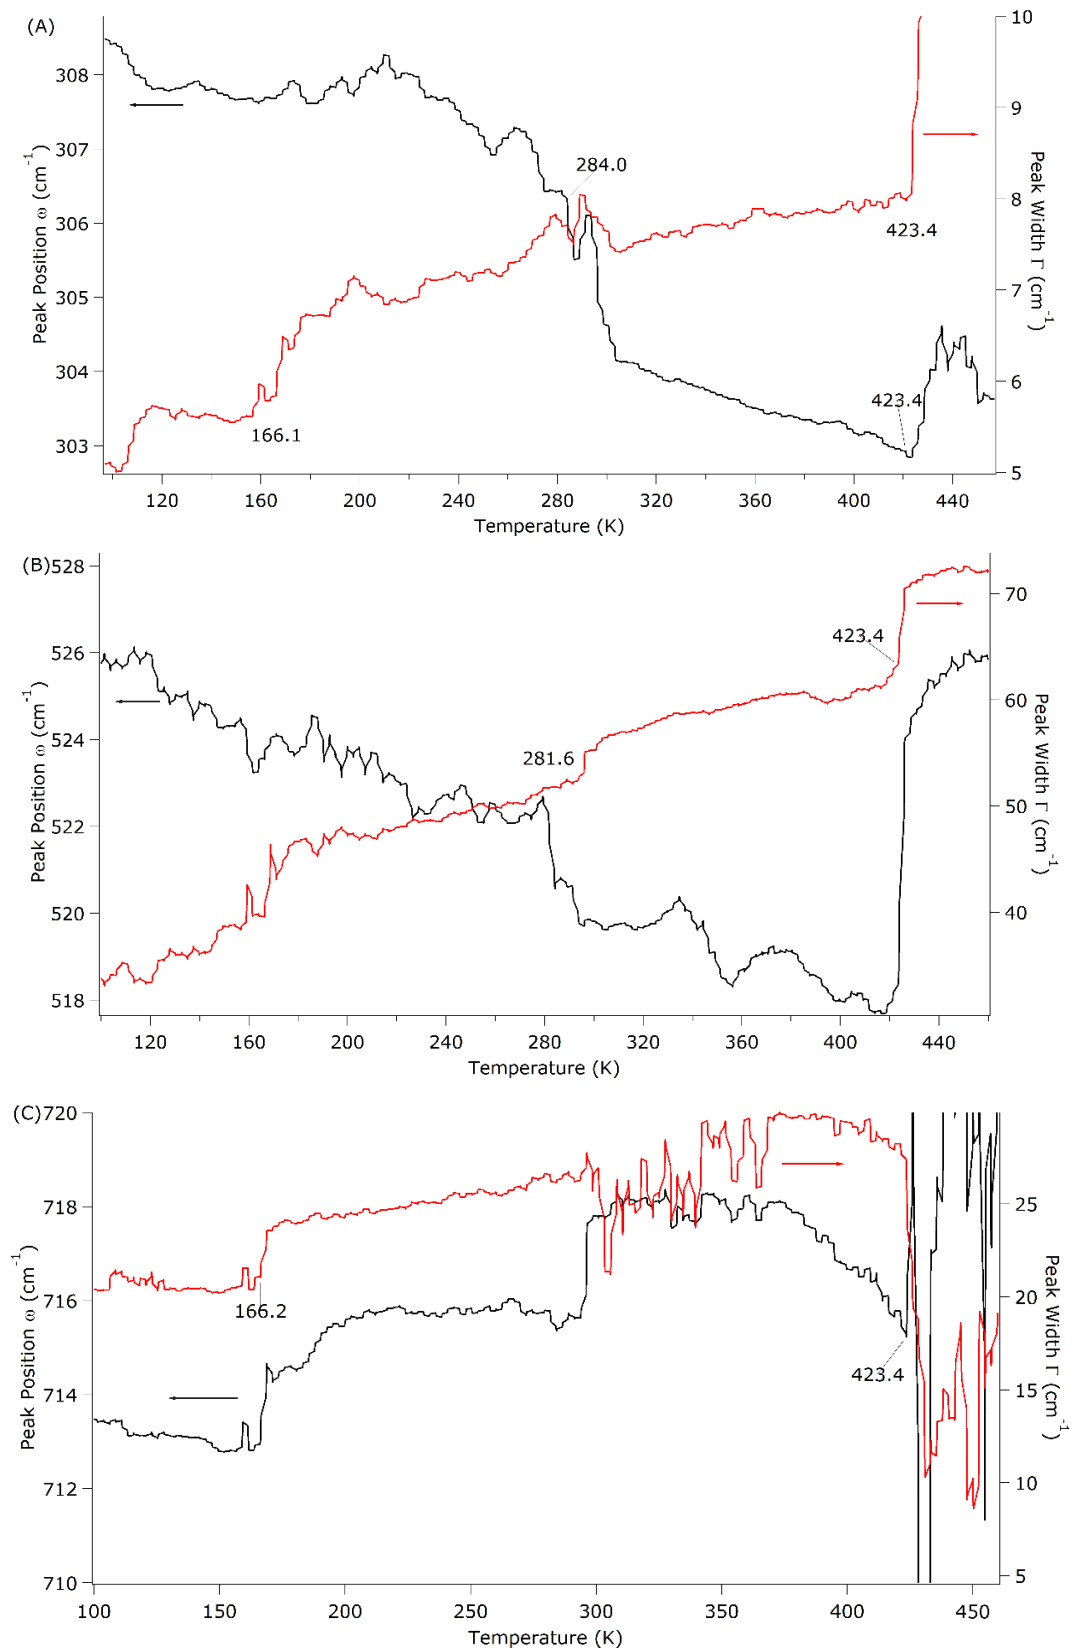 (A)
308
307
306
305
304
303
Peak Position ω (cm⁻¹)
10
9
8
7
6
5
Peak Width Γ (cm⁻¹)
284.0
423.4
166.1
423.4
120 160 200 240 280 320 360 400 440
Temperature (K)
(B)
528
526
524
522
520
518
Peak Position ω (cm⁻¹)
70
60
50
40
Peak Width Γ (cm⁻¹)
423.4
281.6
120 160 200 240 280 320 360 400 440
Temperature (K)
(C)
720
718
716
714
712
710
Peak Position ω (cm⁻¹)
25
20
15
10
5
Peak Width Γ (cm⁻¹)
166.2
423.4
100 150 200 250 300 350 400 450
Temperature (K)